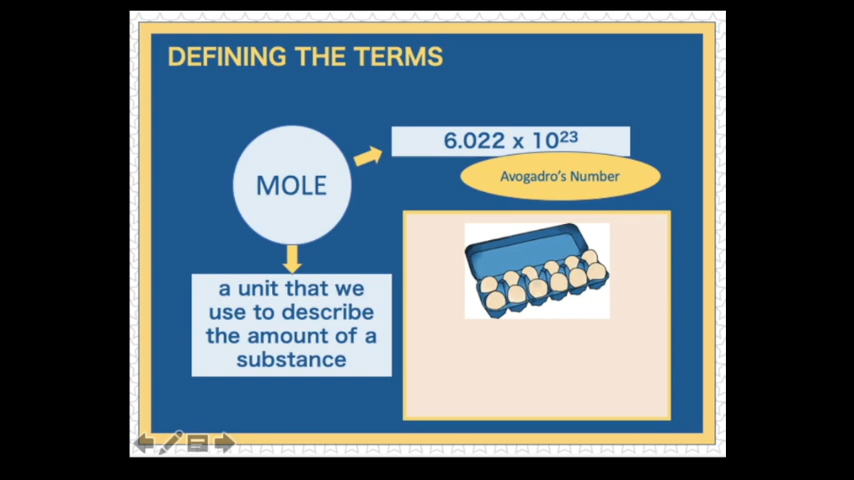 DEFINING THE TERMS
MOLE
6.022 x 10²³
Avogadro's Number
a unit that we
use to describe
the amount of a
substance